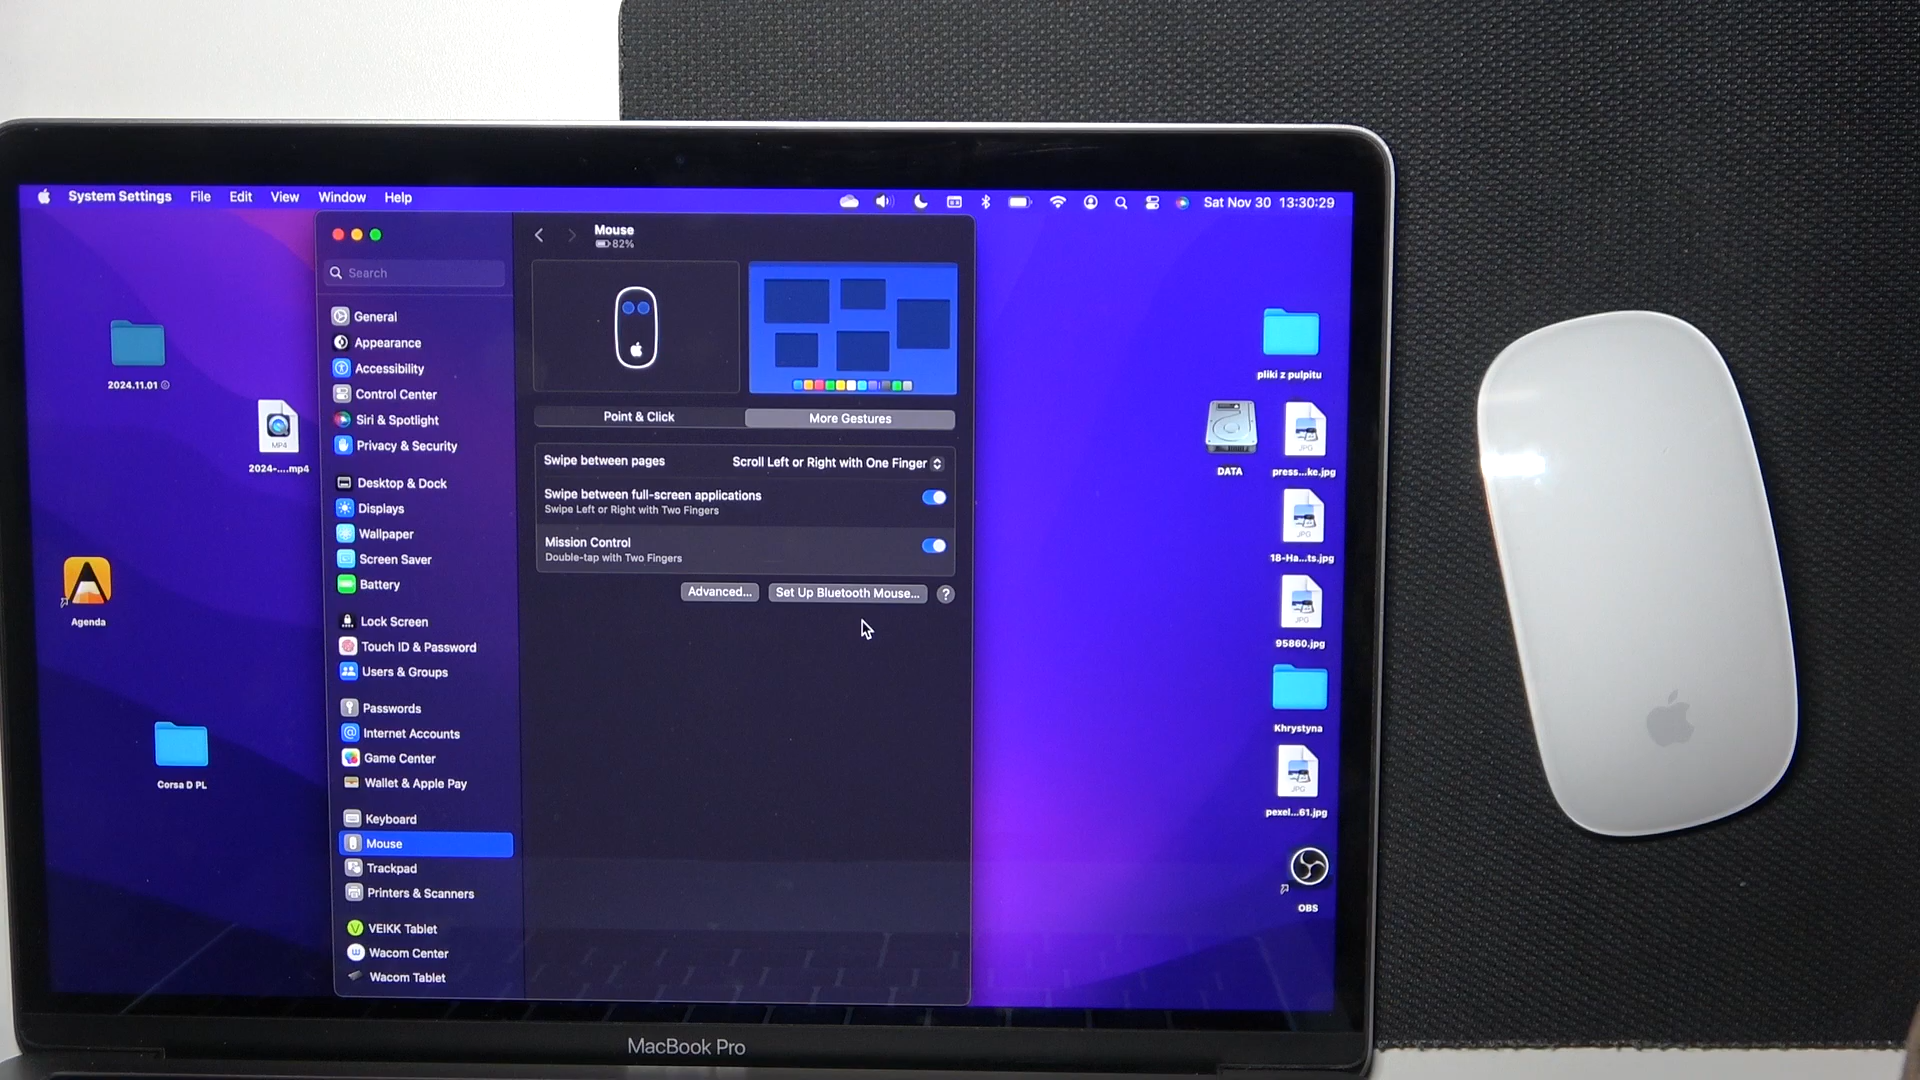 System Settings File Edit View Window Help
Sat Nov 30 13:30:29
Mouse
82%
Search
General
Appearance
Accessibility
Control Center
Siri & Spotlight
Privacy & Security
Desktop & Dock
Displays
Wallpaper
Screen Saver
Battery
Lock Screen
Touch ID & Password
Users & Groups
Passwords
Internet Accounts
Game Center
Wallet & Apple Pay
Keyboard
Mouse
Trackpad
Printers & Scanners
VEIKK Tablet
Wacom Center
Wacom Tablet
Point & Click
More Gestures
Swipe between pages
Scroll Left or Right with One Finger
Swipe between full-screen applications
Swipe Left or Right with Two Fingers
Mission Control
Double-tap with Two Fingers
Advanced...
Set Up Bluetooth Mouse...
?
2024.11.01
MP4
2024-....mp4
Agenda
Corsa D PL
pliki z pulpitu
DATA
JPG
press...ke.jpg
JPG
18-Ha...ts.jpg
JPG
95860.jpg
Khrystyna
JPG
pexel...61.jpg
OBS
MacBook Pro